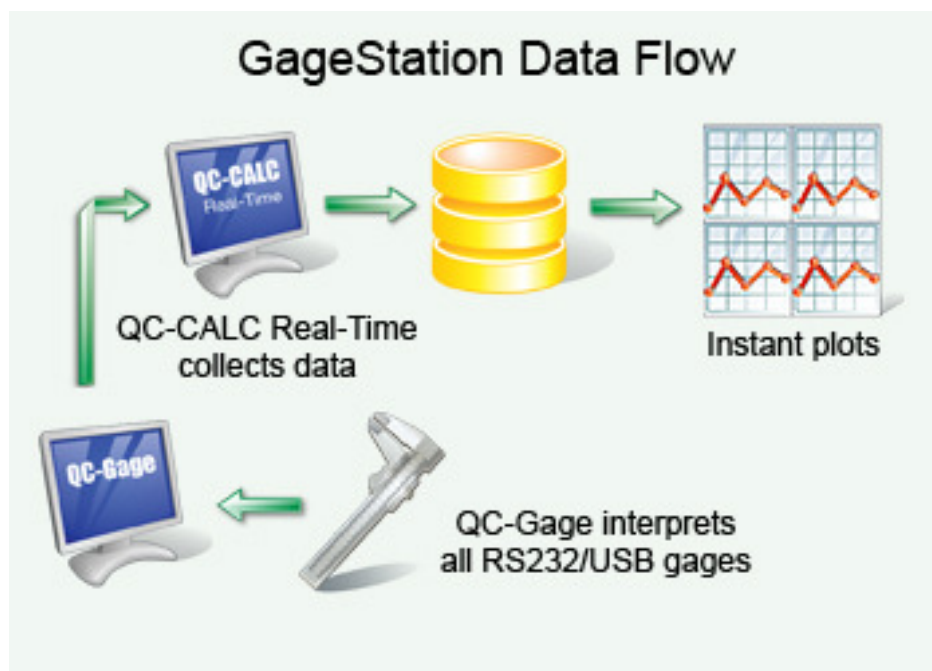 GageStation Data Flow
QC-CALC
Real-Time
QC-CALC Real-Time
collects data
Instant plots
QC-Gage
QC-Gage interprets
all RS232/USB gages